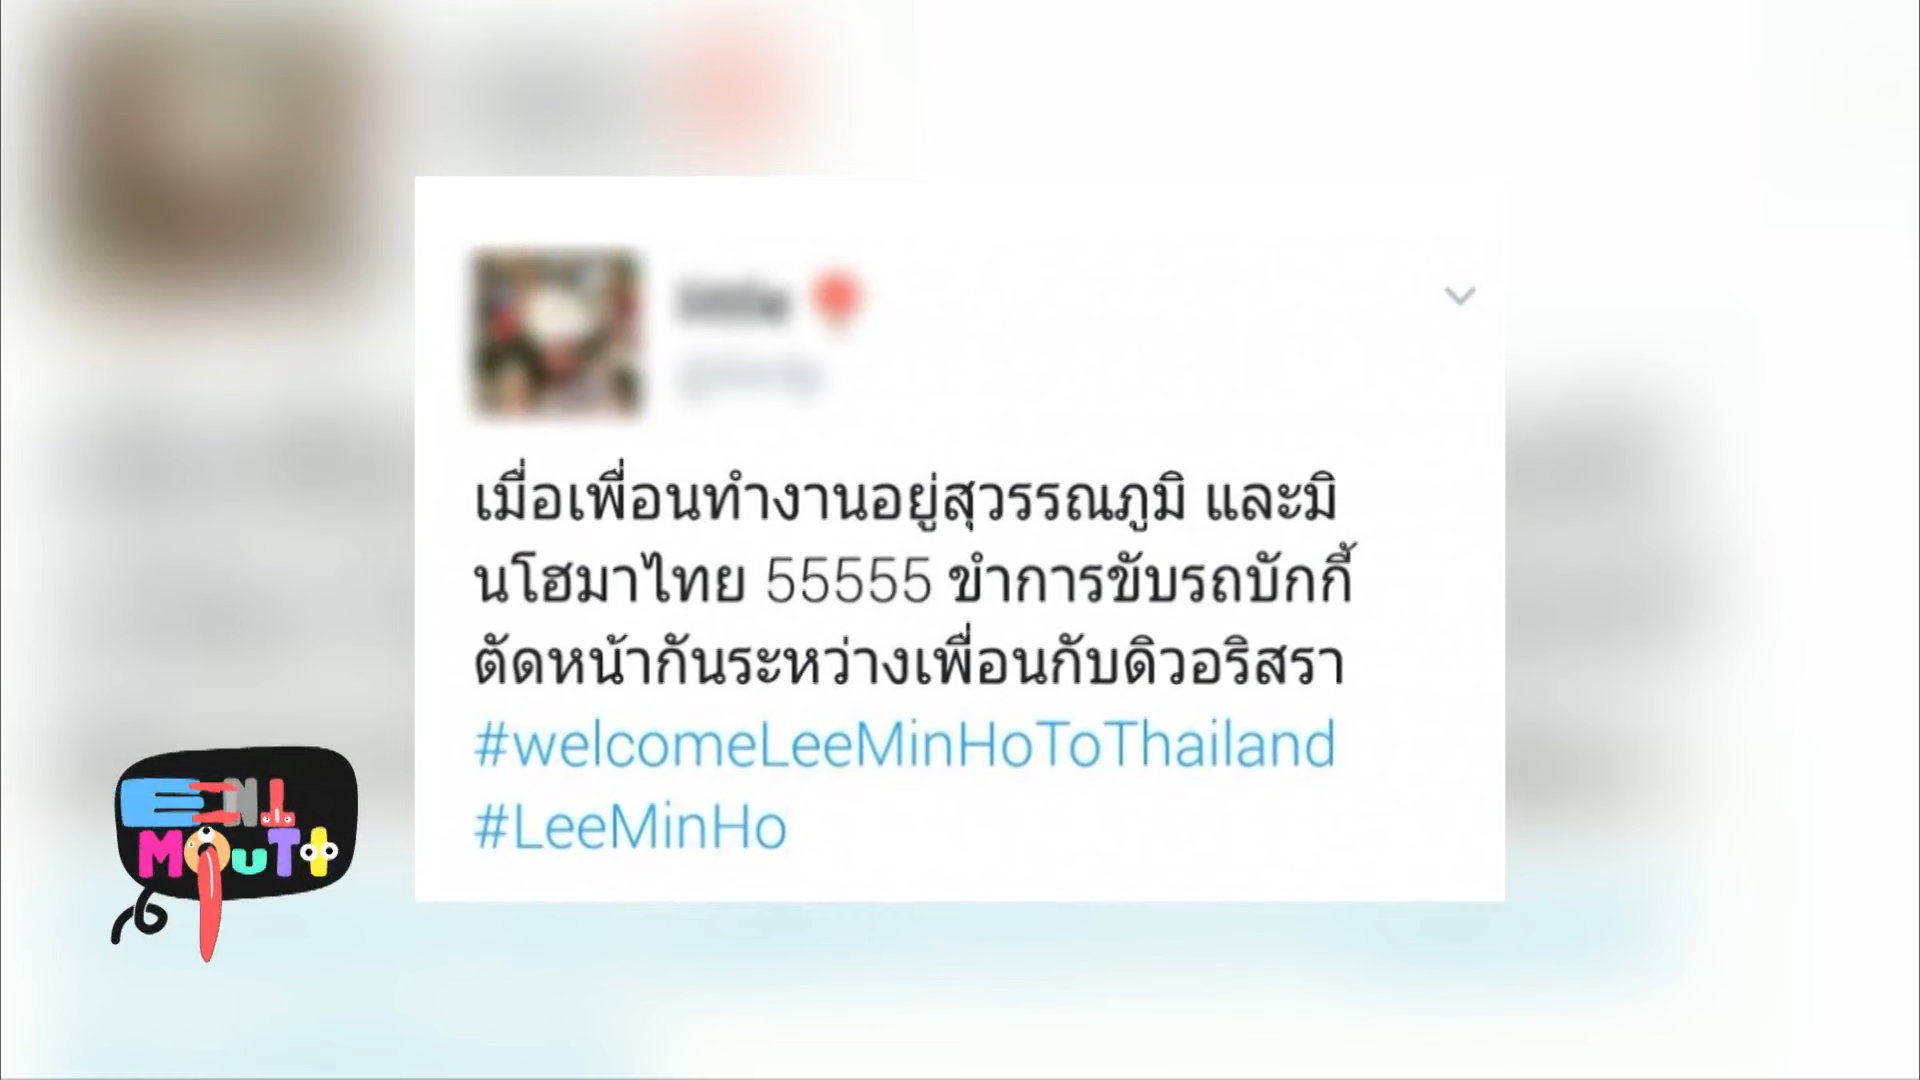 เมื่อเพื่อนทำงานอยู่สุวรรณภูมิ และมิ
นโฮมาไทย 55555 ขำการขับรถบักกี้
ตัดหน้ากันระหว่างเพื่อนกับดิวอริสรา
#welcomeLeeMinHoToThailand
#LeeMinHo
ENT
MOUTH